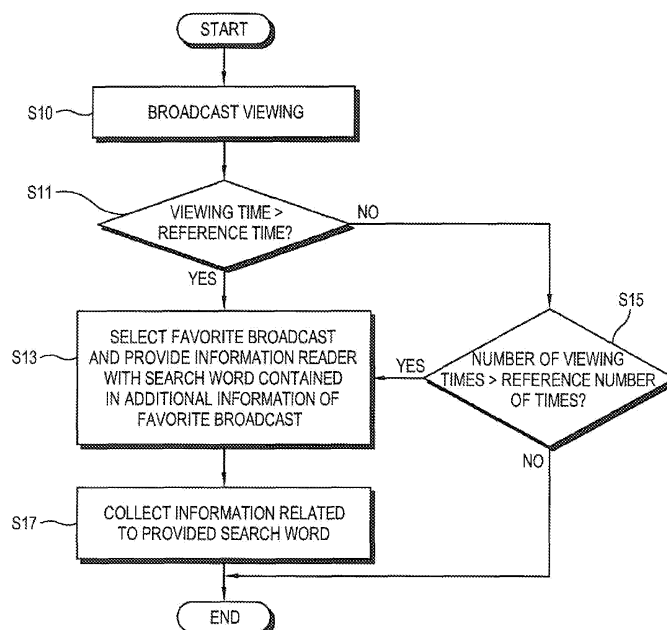 START
S10
BROADCAST VIEWING
S11
VIEWING TIME >
REFERENCE TIME?
NO
YES
S15
NUMBER OF VIEWING
TIMES > REFERENCE NUMBER
OF TIMES?
YES
NO
S13
SELECT FAVORITE BROADCAST
AND PROVIDE INFORMATION READER
WITH SEARCH WORD CONTAINED
IN ADDITIONAL INFORMATION OF
FAVORITE BROADCAST
S17
COLLECT INFORMATION RELATED
TO PROVIDED SEARCH WORD
END